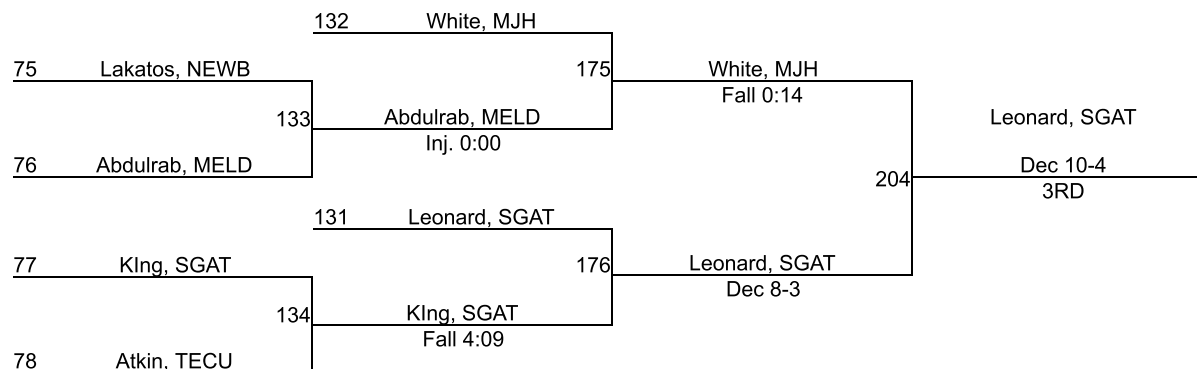 132 White, MJH
75 Lakatos, NEWB
175 White, MJH
Fall 0:14
133 Abdulrab, MELD
Inj. 0:00
Leonard, SGAT
76 Abdulrab, MELD
Dec 10-4
204
3RD
131 Leonard, SGAT
77 KIng, SGAT
176 Leonard, SGAT
Dec 8-3
134 KIng, SGAT
Fall 4:09
78 Atkin, TECU